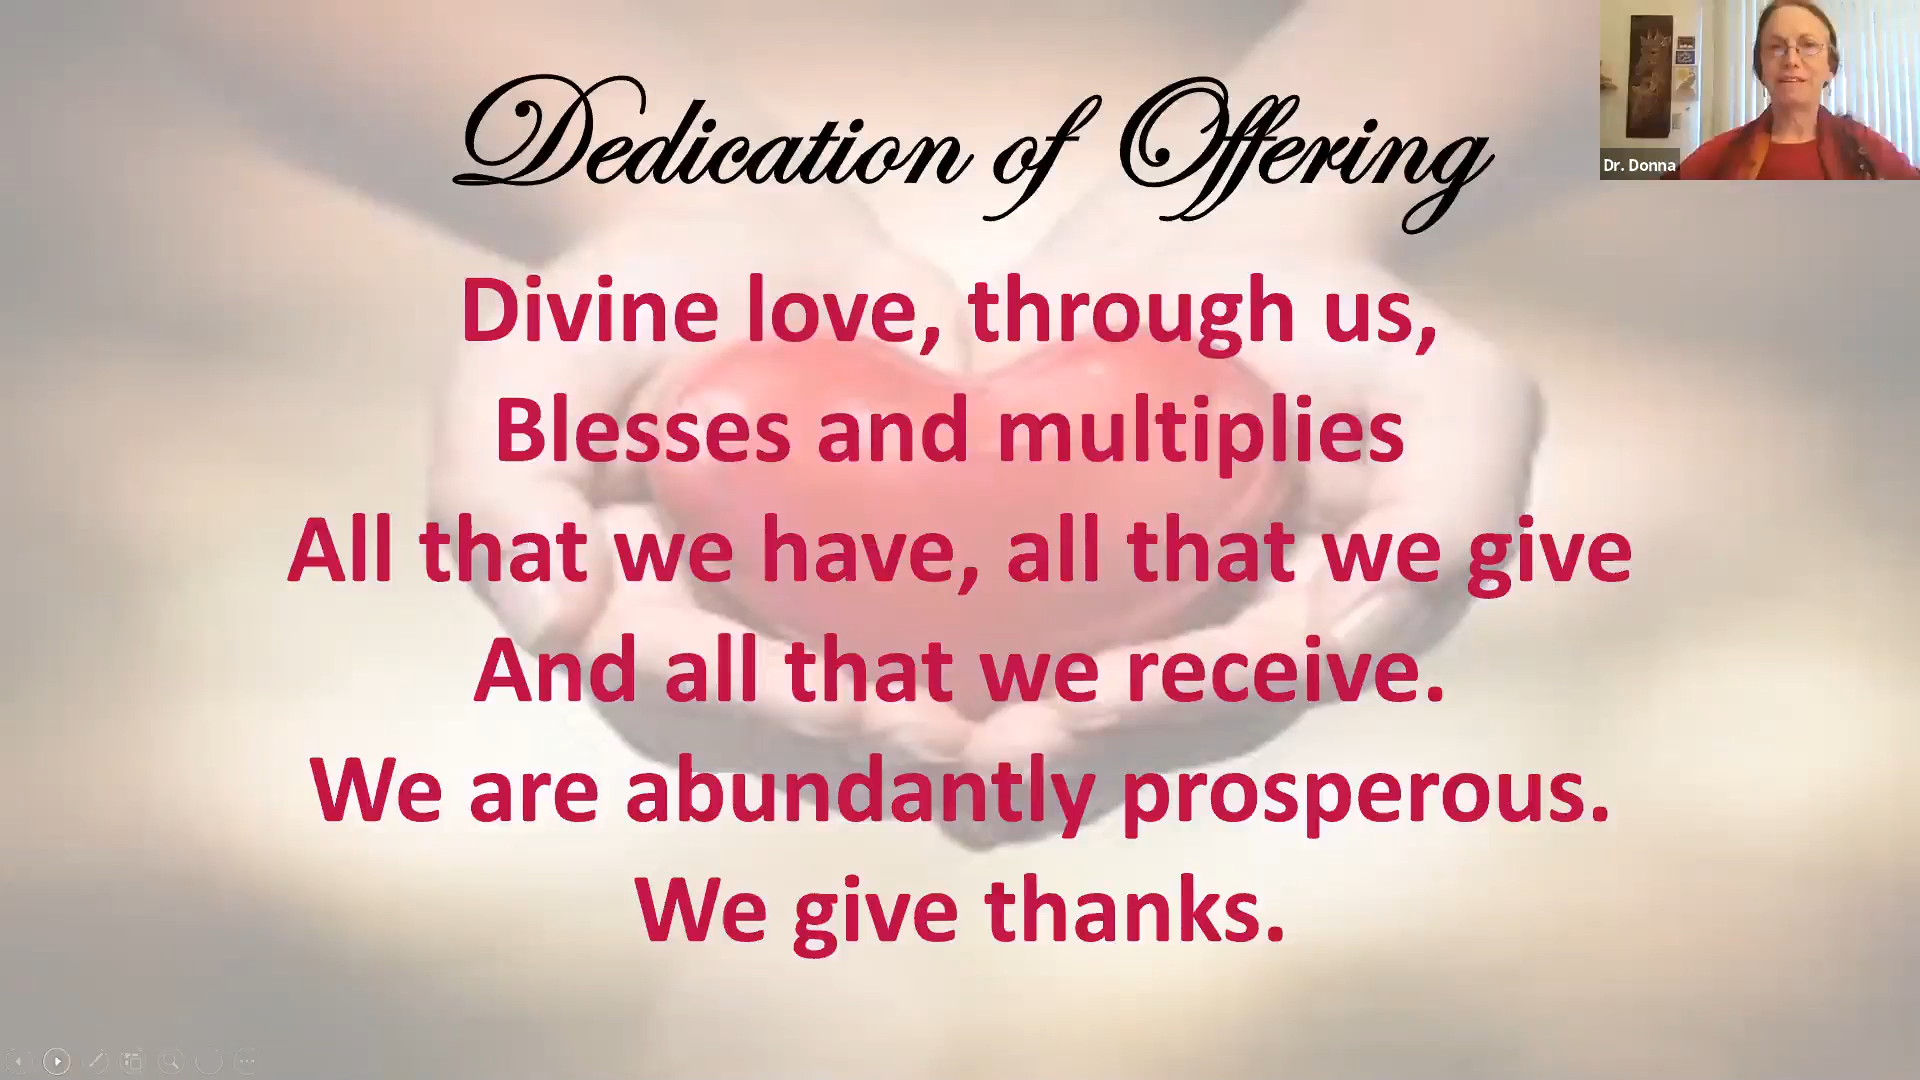 Dedication of Offering
Dr. Donna
Divine love, through us,
Blesses and multiplies
All that we have, all that we give
And all that we receive.
We are abundantly prosperous.
We give thanks.